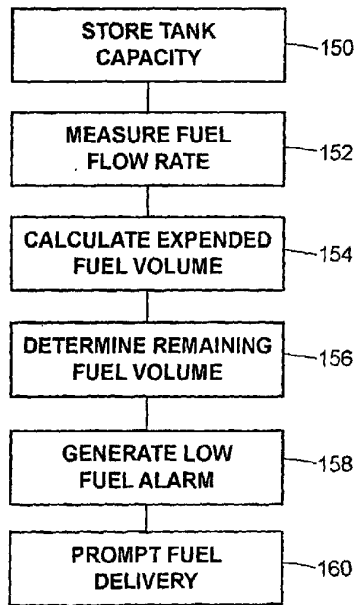 STORE TANK
CAPACITY
150
MEASURE FUEL
FLOW RATE
152
CALCULATE EXPENDED
FUEL VOLUME
154
DETERMINE REMAINING
FUEL VOLUME
156
GENERATE LOW
FUEL ALARM
158
PROMPT FUEL
DELIVERY
160